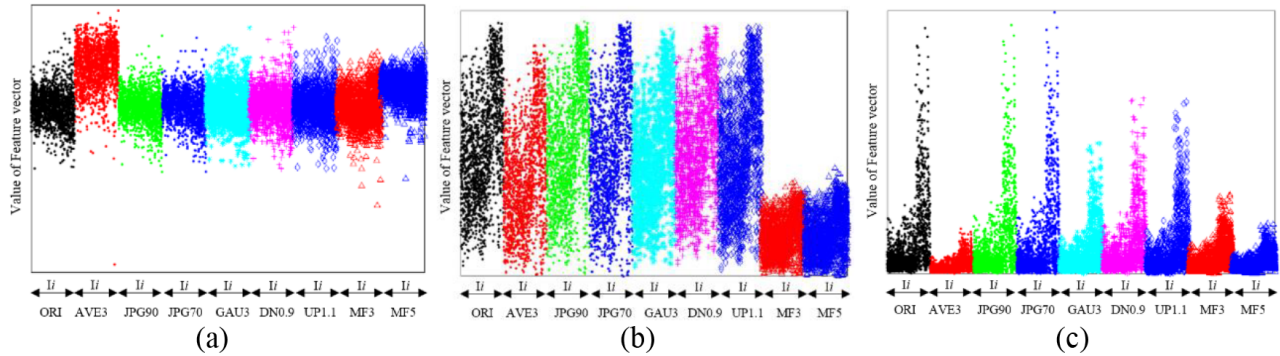 Value of Feature vector
Ii Ii Ii Ii Ii Ii Ii Ii Ii
ORI AVE3 JPG90 JPG70 GAU3 DN0.9 UP1.1 MF3 MF5
(a)
Value of Feature vector
Ii Ii Ii Ii Ii Ii Ii Ii Ii
ORI AVE3 JPG90 JPG70 GAU3 DN0.9 UP1.1 MF3 MF5
(b)
Value of Feature vector
Ii Ii Ii Ii Ii Ii Ii Ii Ii
ORI AVE3 JPG90 JPG70 GAU3 DN0.9 UP1.1 MF3 MF5
(c)